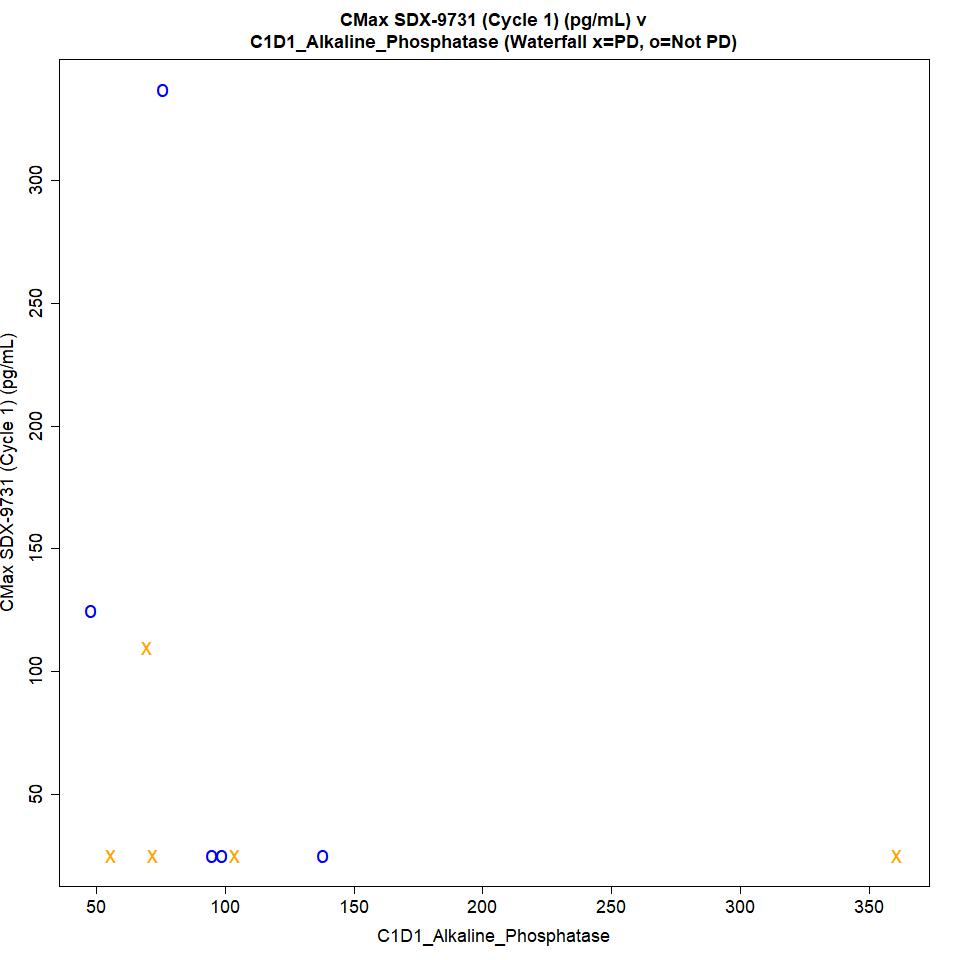 CMax SDX-9731 (Cycle 1) (pg/mL) v
C1D1_Alkaline_Phosphatase (Waterfall x=PD, o=Not PD)
CMax SDX-9731 (Cycle 1) (pg/mL)
300
250
200
150
100
50
O
O
X
X X O O X O X
50 100 150 200 250 300 350
C1D1_Alkaline_Phosphatase